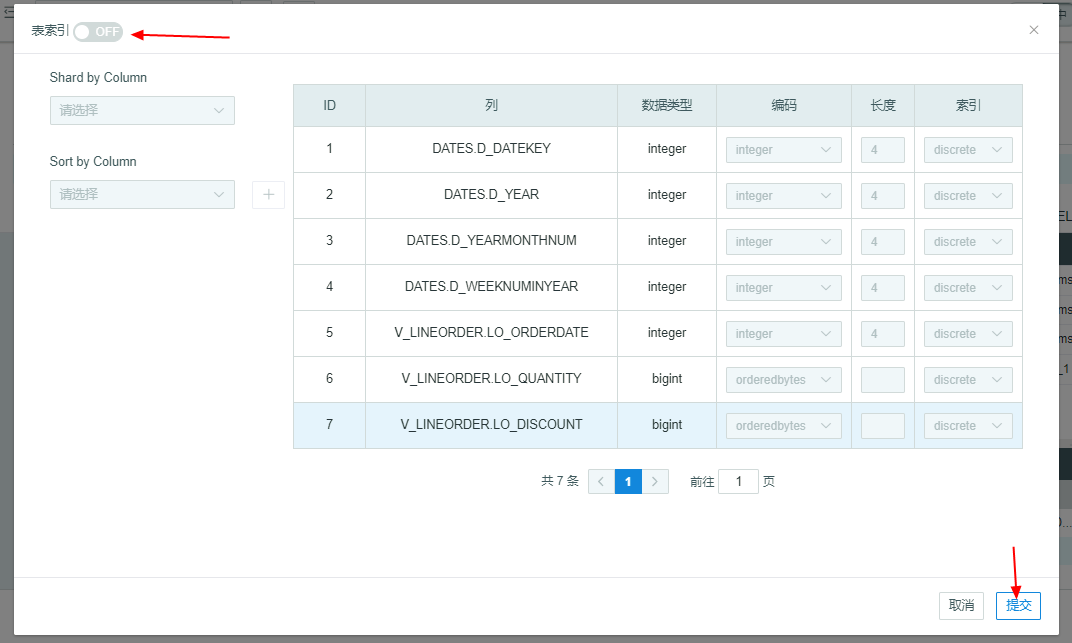 表索引 OFF
Shard by Column
请选择
Sort by Column
请选择
ID 列 数据类型 编码 长度 索引
1 DATES.D_DATEKEY integer integer 4 discrete
2 DATES.D_YEAR integer integer 4 discrete
3 DATES.D_YEARMONTHNUM integer integer 4 discrete
4 DATES.D_WEEKNUMINYEAR integer integer 4 discrete
5 V_LINEORDER.LO_ORDERDATE integer integer 4 discrete
6 V_LINEORDER.LO_QUANTITY bigint orderedbytes discrete
7 V_LINEORDER.LO_DISCOUNT bigint orderedbytes discrete
共 7 条 1 前往 1 页
取消 提交